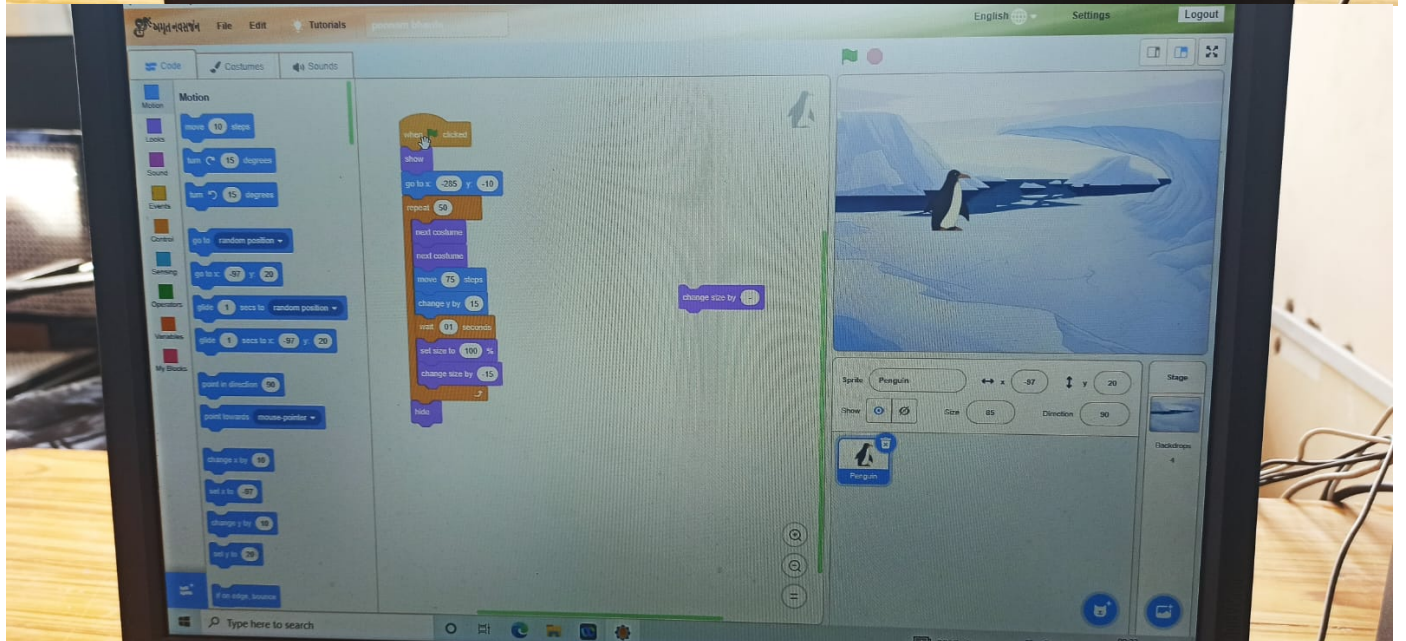 અમૃત નવસર્જન File Edit Tutorials
English Settings Logout
Code Costumes Sounds
Motion
Looks
Sound
Events
Control
Sensing
Operators
Variables
My Blocks
Motion
move 10 steps
turn 15 degrees
turn 15 degrees
go to random position
go to x: -97 y: 20
glide 1 secs to random position
glide 1 secs to x: -97 y: 20
point in direction 90
point towards mouse-pointer
change x by 10
set x to -97
change y by 10
set y to 20
if on edge, bounce
when clicked
show
go to x: -285 y: -10
repeat 50
next costume
next costume
move 75 steps
change y by 15
wait 01 seconds
set size to 100 %
change size by -15
hide
change size by -
Sprite Penguin x -97 y 20
Show Size 85 Direction 90
Penguin
Stage
Backdrops
4
Type here to search